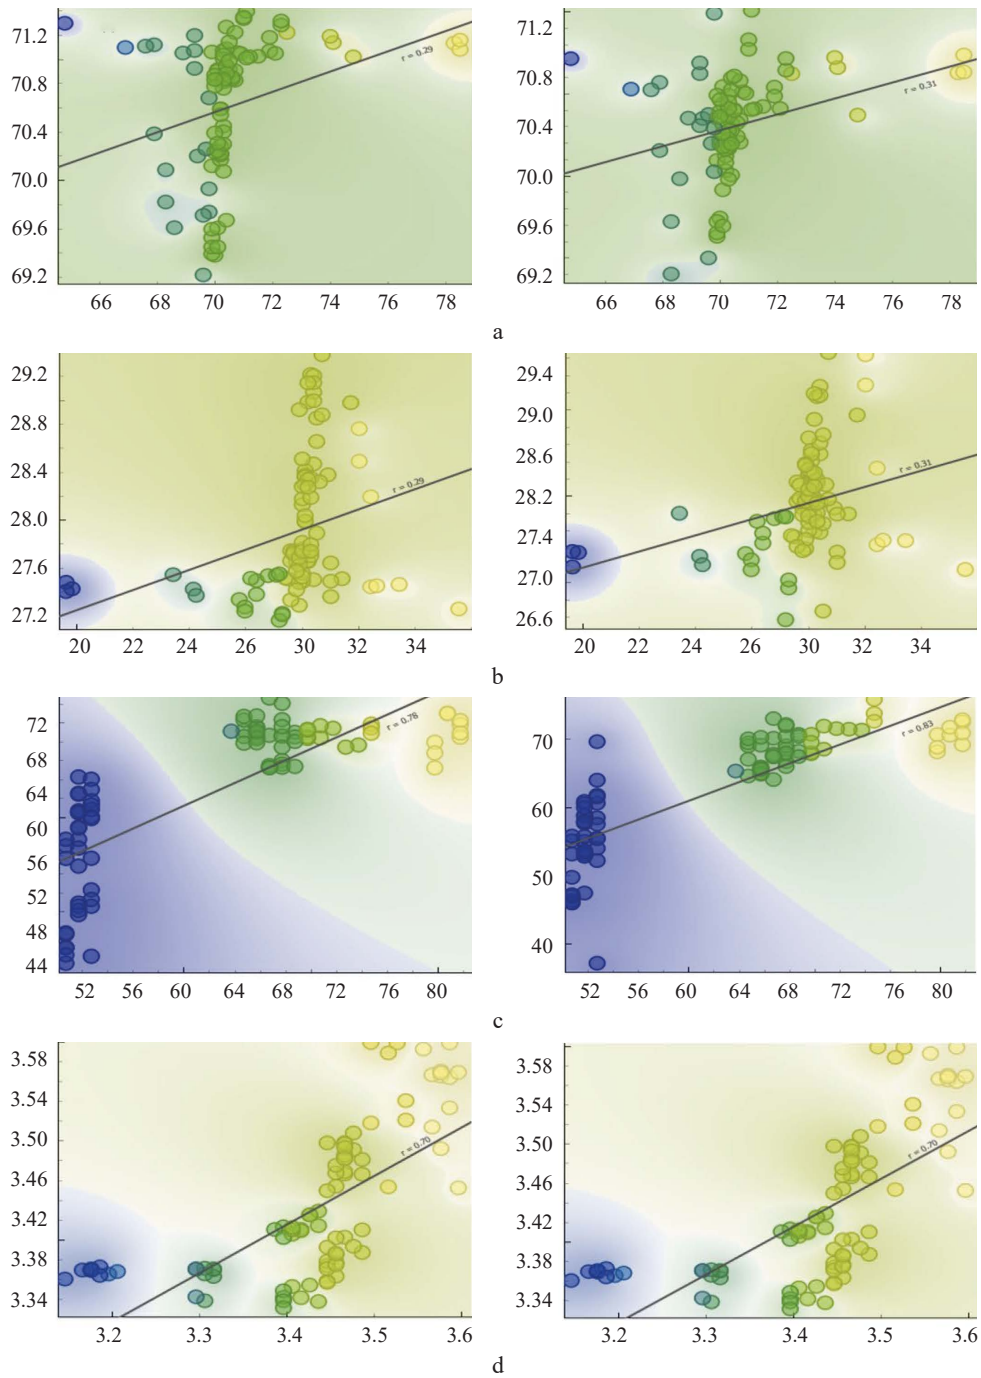 71.2
70.8
70.4
70.0
69.6
69.2
66 68 70 72 74 76 78
r = 0.29
71.2
70.8
70.4
70.0
69.6
69.2
66 68 70 72 74 76 78
r = 0.31
a
29.2
28.8
28.4
28.0
27.6
27.2
20 22 24 26 28 30 32 34
r = 0.29
29.4
29.0
28.6
28.2
27.4
27.0
26.6
20 22 24 26 28 30 32 34
r = 0.31
b
72
68
64
60
56
52
48
44
52 56 60 64 68 72 76 80
r = 0.78
70
60
50
40
52 56 60 64 68 72 76 80
r = 0.83
c
3.58
3.54
3.50
3.46
3.42
3.38
3.34
3.2 3.3 3.4 3.5 3.6
r = 0.70
3.58
3.54
3.50
3.46
3.42
3.38
3.34
3.2 3.3 3.4 3.5 3.6
r = 0.70
d